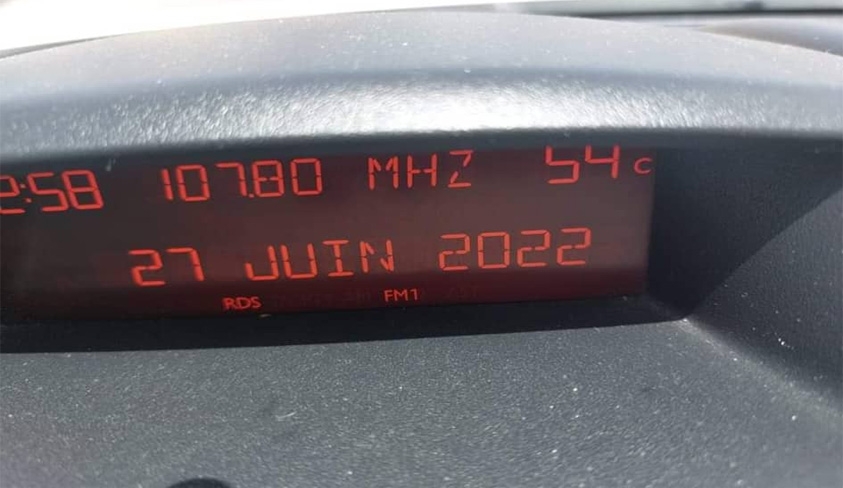 2:58 107.80 MHZ 54 C
27 JUIN 2022
RDS FM1